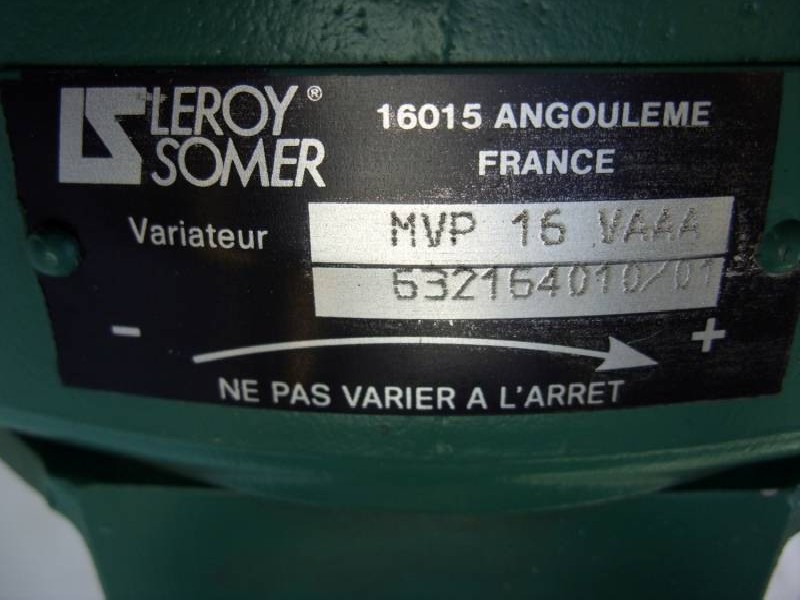 LEROY®
SOMER
16015 ANGOULEME
FRANCE
Variateur MVP 16 VAAA
632164010/01
- +
NE PAS VARIER A L'ARRET